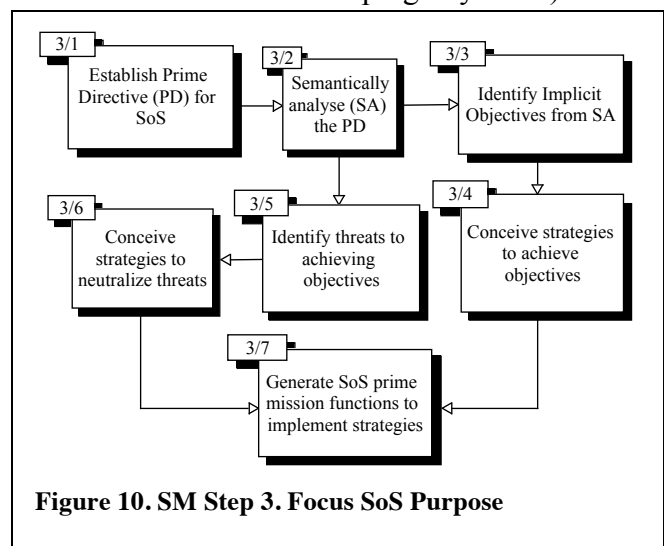 3/1
Establish Prime
Directive (PD) for
SoS
3/2
Semantically
analyse (SA)
the PD
3/3
Identify Implicit
Objectives from SA
3/4
Conceive strategies
to achieve
objectives
3/5
Identify threats to
achieving
objectives
3/6
Conceive
strategies to
neutralize threats
3/7
Generate SoS prime
mission functions to
implement strategies
Figure 10. SM Step 3. Focus SoS Purpose